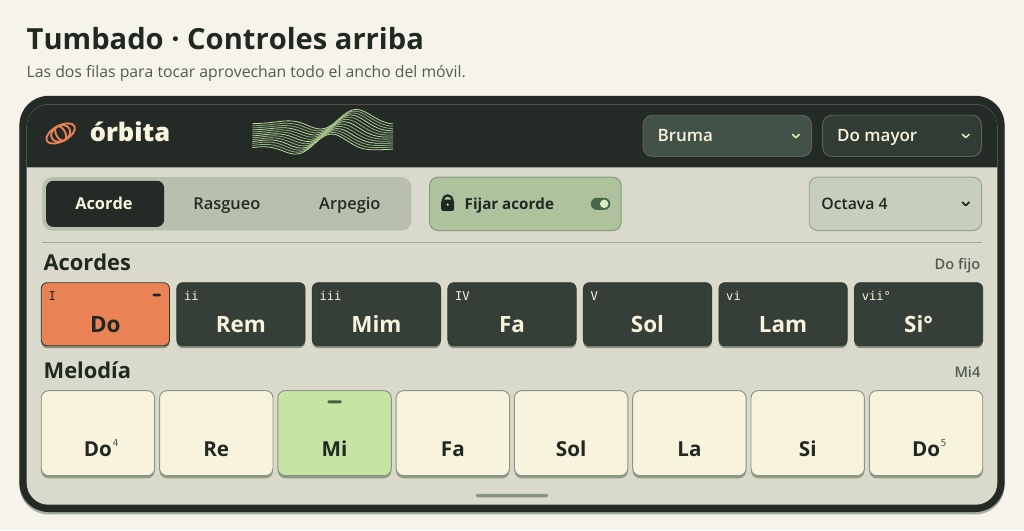 Tumbado · Controles arriba
Las dos filas para tocar aprovechan todo el ancho del móvil.
órbita
Bruma
Do mayor
Acorde
Rasgueo
Arpegio
Fijar acorde
Octava 4
Acordes
Do fijo
I
Do
ii
Rem
iii
Mim
IV
Fa
V
Sol
vi
Lam
vii°
Si°
Melodía
Mi4
Do⁴
Re
Mi
Fa
Sol
La
Si
Do⁵